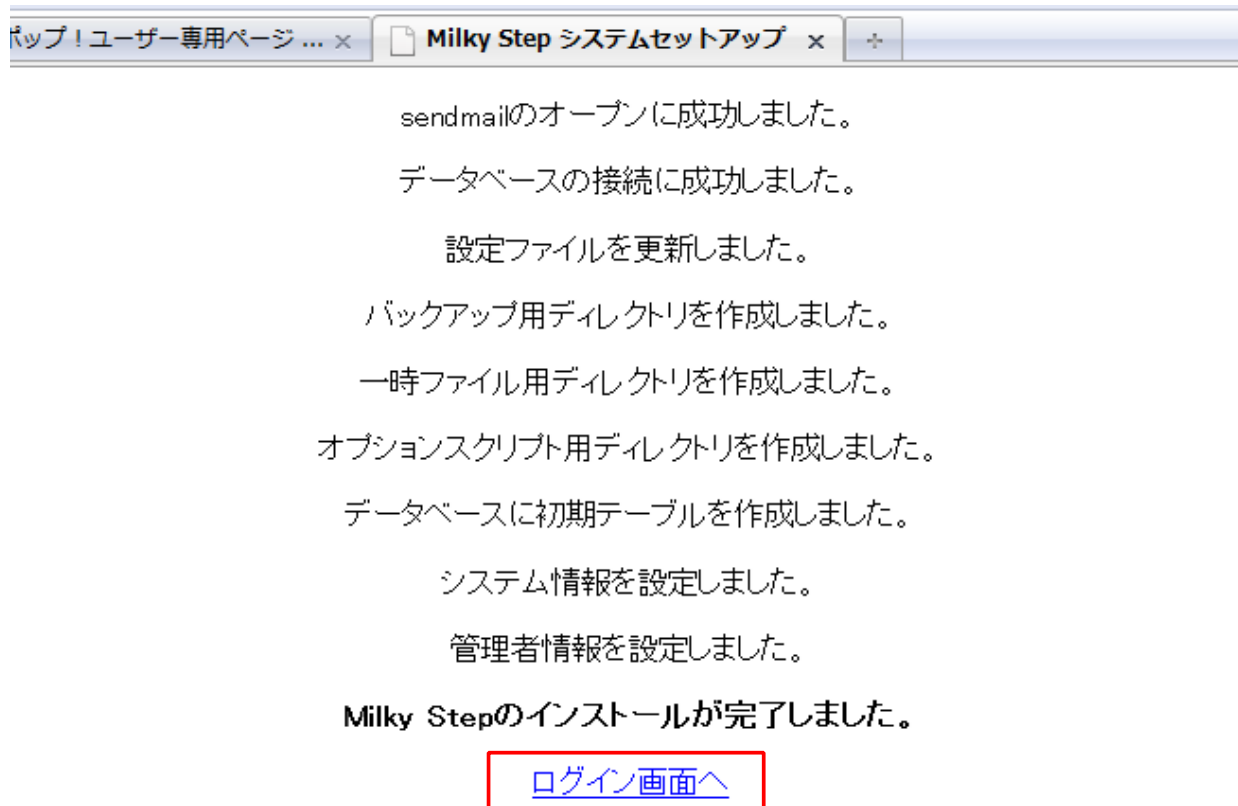 ポップ！ユーザー専用ページ ... × Milky Step システムセットアップ ×
sendmailのオープンに成功しました。
データベースの接続に成功しました。
設定ファイルを更新しました。
バックアップ用ディレクトリを作成しました。
一時ファイル用ディレクトリを作成しました。
オプションスクリプト用ディレクトリを作成しました。
データベースに初期テーブルを作成しました。
システム情報を設定しました。
管理者情報を設定しました。
Milky Stepのインストールが完了しました。
ログイン画面へ